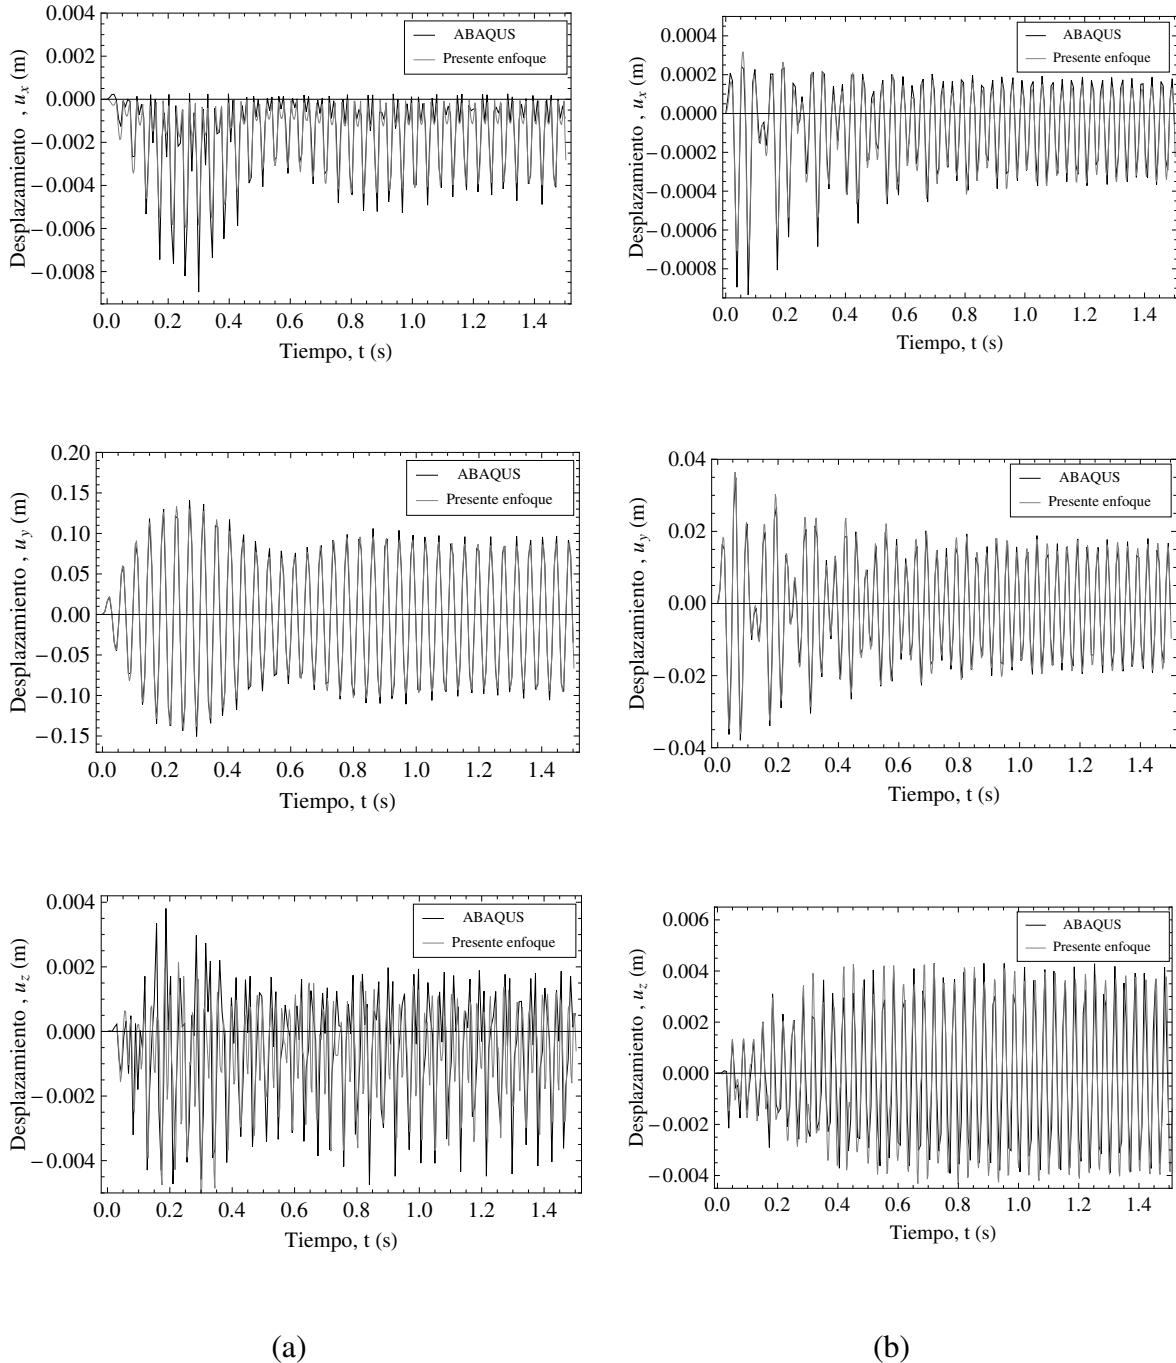 0.004
0.002
0.000
−0.002
−0.004
−0.006
−0.008
Desplazamiento , u_x (m)
ABAQUS
Presente enfoque
0.0 0.2 0.4 0.6 0.8 1.0 1.2 1.4
Tiempo, t (s)
0.0004
0.0002
0.0000
−0.0002
−0.0004
−0.0006
−0.0008
Desplazamiento , u_x (m)
ABAQUS
Presente enfoque
0.0 0.2 0.4 0.6 0.8 1.0 1.2 1.4
Tiempo, t (s)
0.20
0.15
0.10
0.05
0.00
−0.05
−0.10
−0.15
Desplazamiento , u_y (m)
ABAQUS
Presente enfoque
0.0 0.2 0.4 0.6 0.8 1.0 1.2 1.4
Tiempo, t (s)
0.04
0.02
0.00
−0.02
−0.04
Desplazamiento , u_y (m)
ABAQUS
Presente enfoque
0.0 0.2 0.4 0.6 0.8 1.0 1.2 1.4
Tiempo, t (s)
0.004
0.002
0.000
−0.002
−0.004
Desplazamiento , u_z (m)
ABAQUS
Presente enfoque
0.0 0.2 0.4 0.6 0.8 1.0 1.2 1.4
Tiempo, t (s)
0.006
0.004
0.002
0.000
−0.002
−0.004
Desplazamiento , u_z (m)
ABAQUS
Presente enfoque
0.0 0.2 0.4 0.6 0.8 1.0 1.2 1.4
Tiempo, t (s)
(a)
(b)